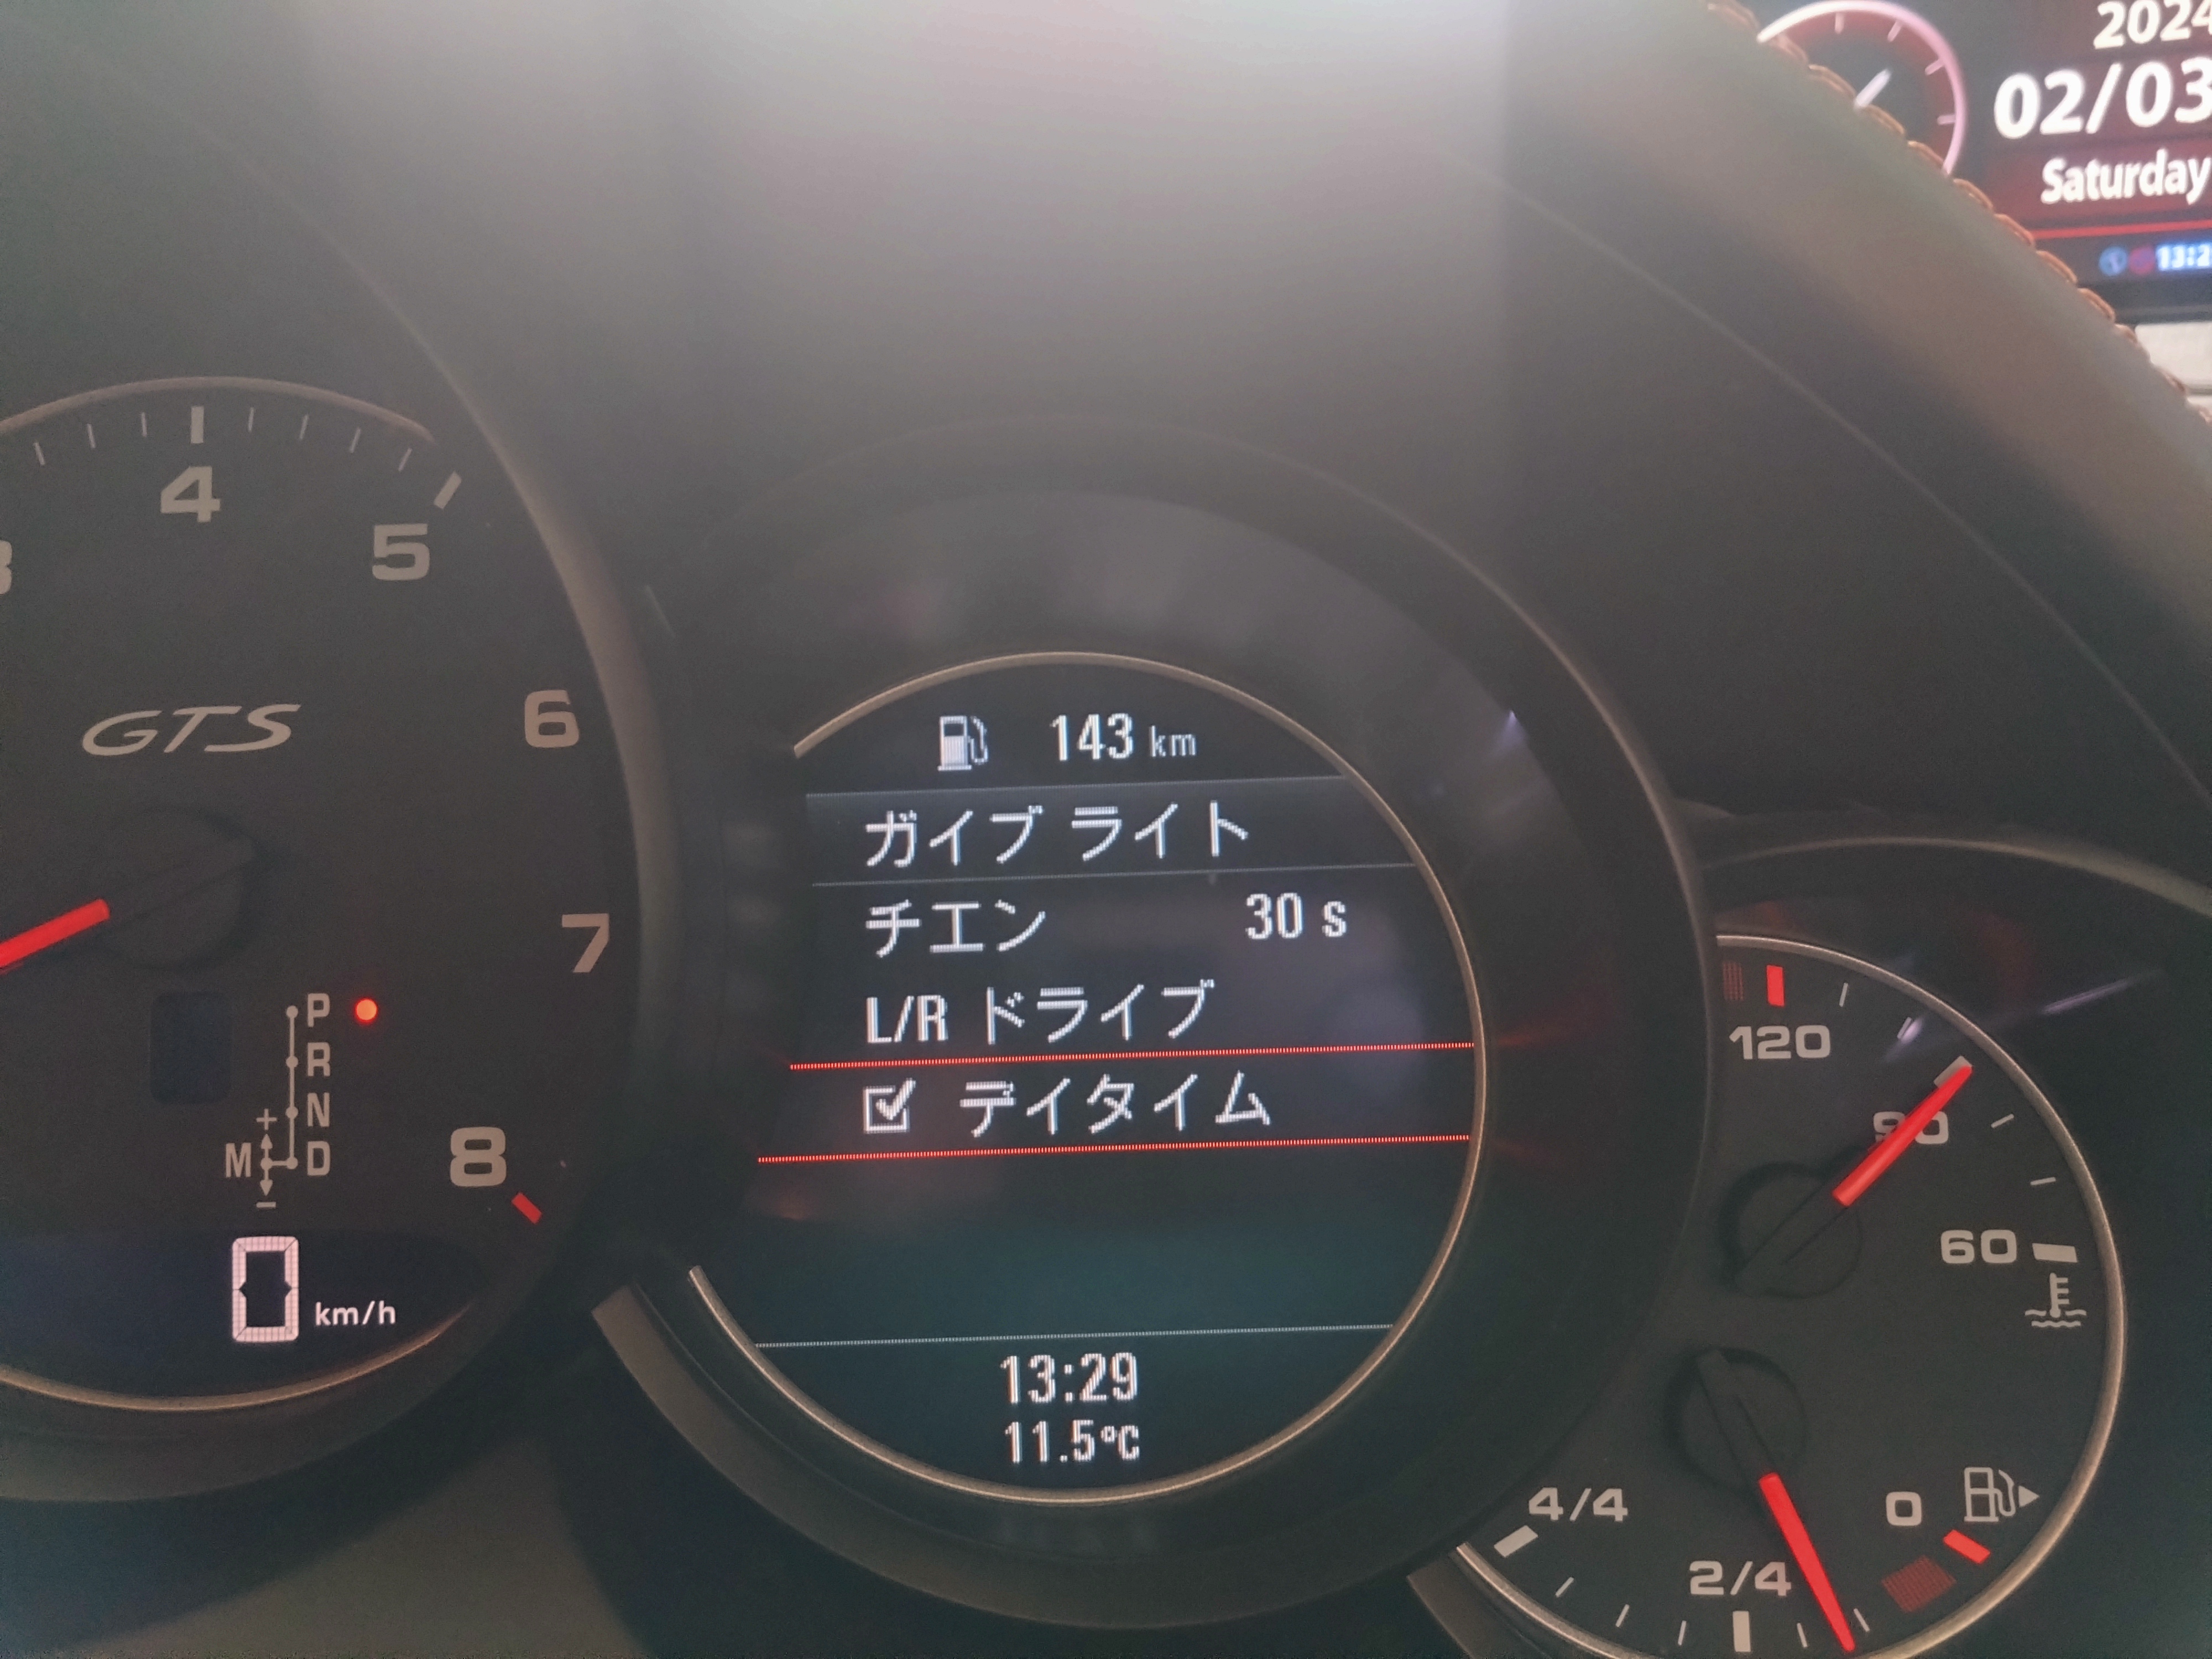 2024
02/03
Saturday
4
5
6
7
8
GTS
P
R
N
D
M
+
-
0 km/h
143 km
ガイブ ライト
チエン 30 s
L/R ドライブ
デイタイム
13:29
11.5°C
120
90
60
4/4
2/4
0